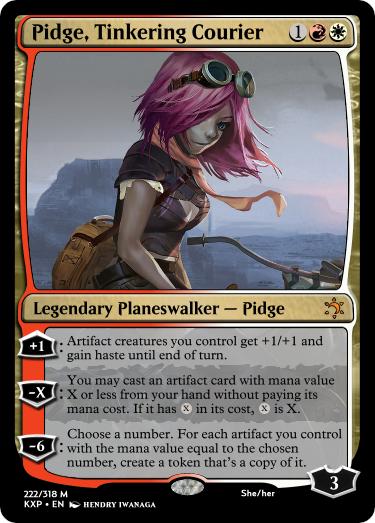 Pidge, Tinkering Courier 1
Legendary Planeswalker — Pidge
+1: Artifact creatures you control get +1/+1 and
gain haste until end of turn.
-X: You may cast an artifact card with mana value
X or less from your hand without paying its
mana cost. If it has X in its cost, X is X.
-6: Choose a number. For each artifact you control
with the mana value equal to the chosen
number, create a token that's a copy of it.
3
222/318 M
KXP • EN HENDRY IWANAGA
She/her